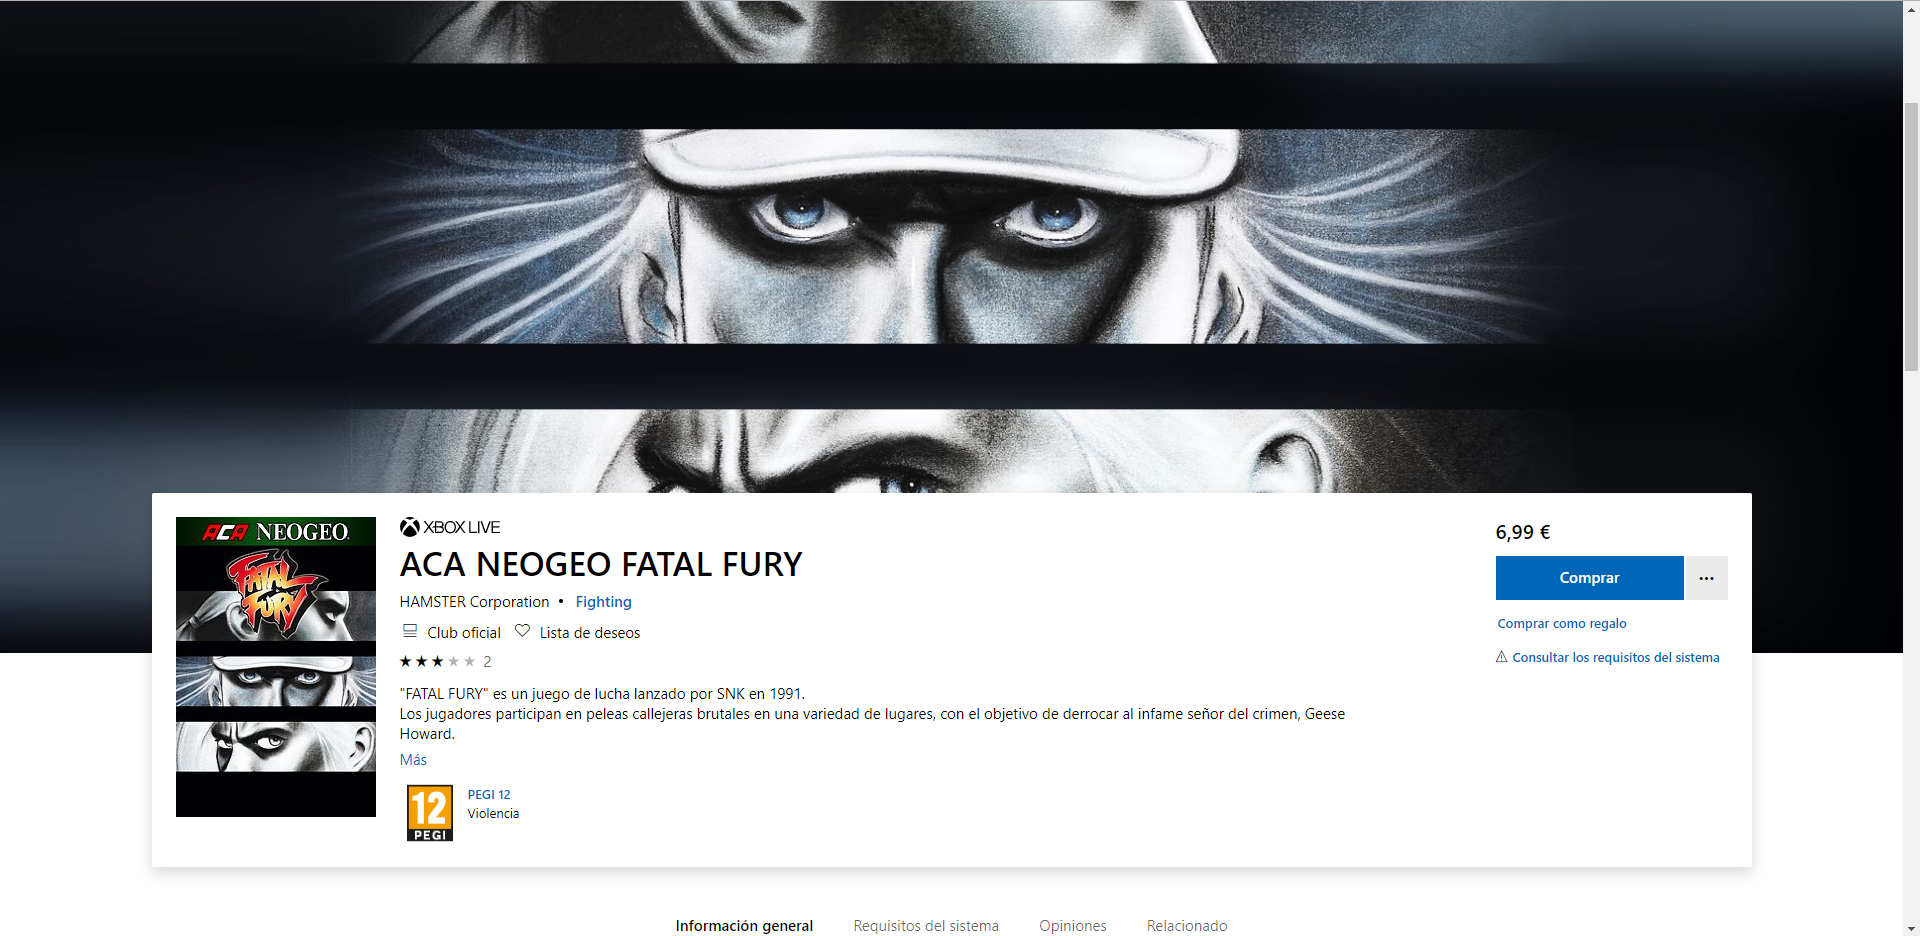 ACA NEOGEO
FATAL
FURY
XBOX LIVE
ACA NEOGEO FATAL FURY
HAMSTER Corporation • Fighting
Club oficial Lista de deseos
2
"FATAL FURY" es un juego de lucha lanzado por SNK en 1991.
Los jugadores participan en peleas callejeras brutales en una variedad de lugares, con el objetivo de derrocar al infame señor del crimen, Geese
Howard.
Más
12
PEGI
PEGI 12
Violencia
6,99 €
Comprar
Comprar como regalo
Consultar los requisitos del sistema
Información general Requisitos del sistema Opiniones Relacionado